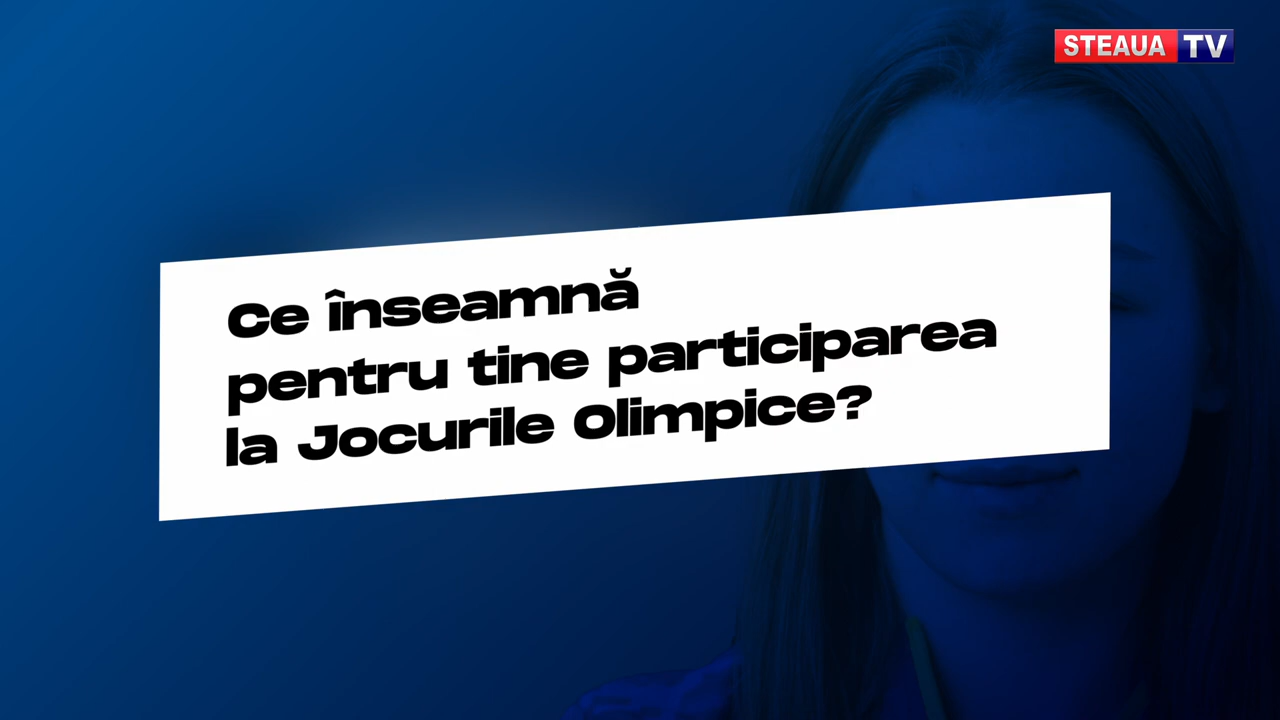 STEAUA TV
Ce înseamnă
pentru tine participarea
la Jocurile Olimpice?